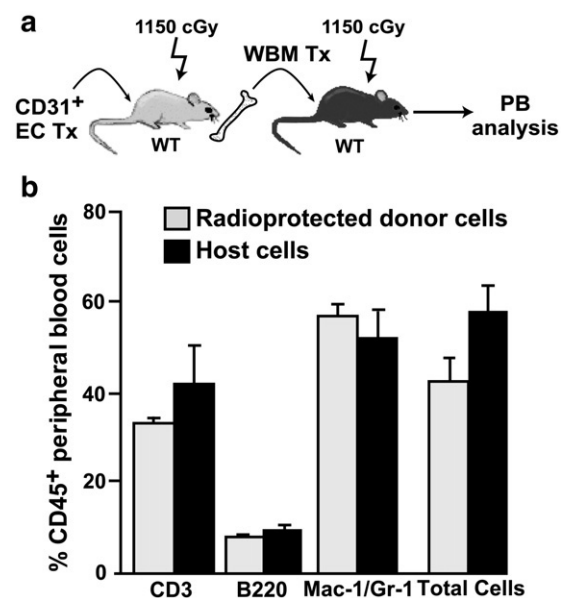 a
1150 cGy
1150 cGy
WBM Tx
CD31+
EC Tx
WT
WT
PB
analysis
b
% CD45+ peripheral blood cells
80
60
40
20
0
Radioprotected donor cells
Host cells
CD3 B220 Mac-1/Gr-1 Total Cells